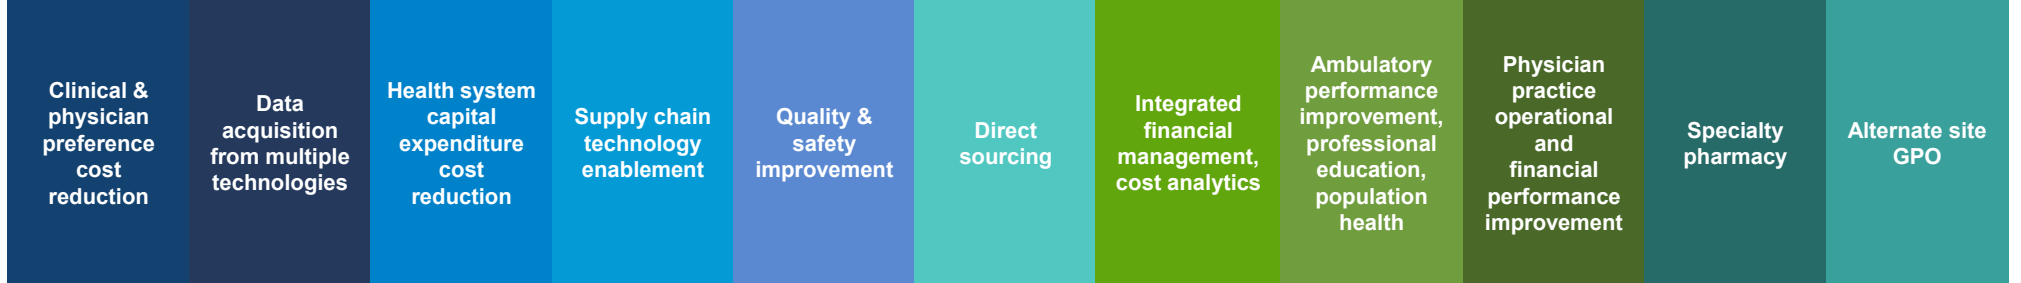 Clinical &
physician
preference
cost
reduction
Data
acquisition
from multiple
technologies
Health system
capital
expenditure
cost
reduction
Supply chain
technology
enablement
Quality &
safety
improvement
Direct
sourcing
Integrated
financial
management,
cost analytics
Ambulatory
performance
improvement,
professional
education,
population
health
Physician
practice
operational
and
financial
performance
improvement
Specialty
pharmacy
Alternate site
GPO